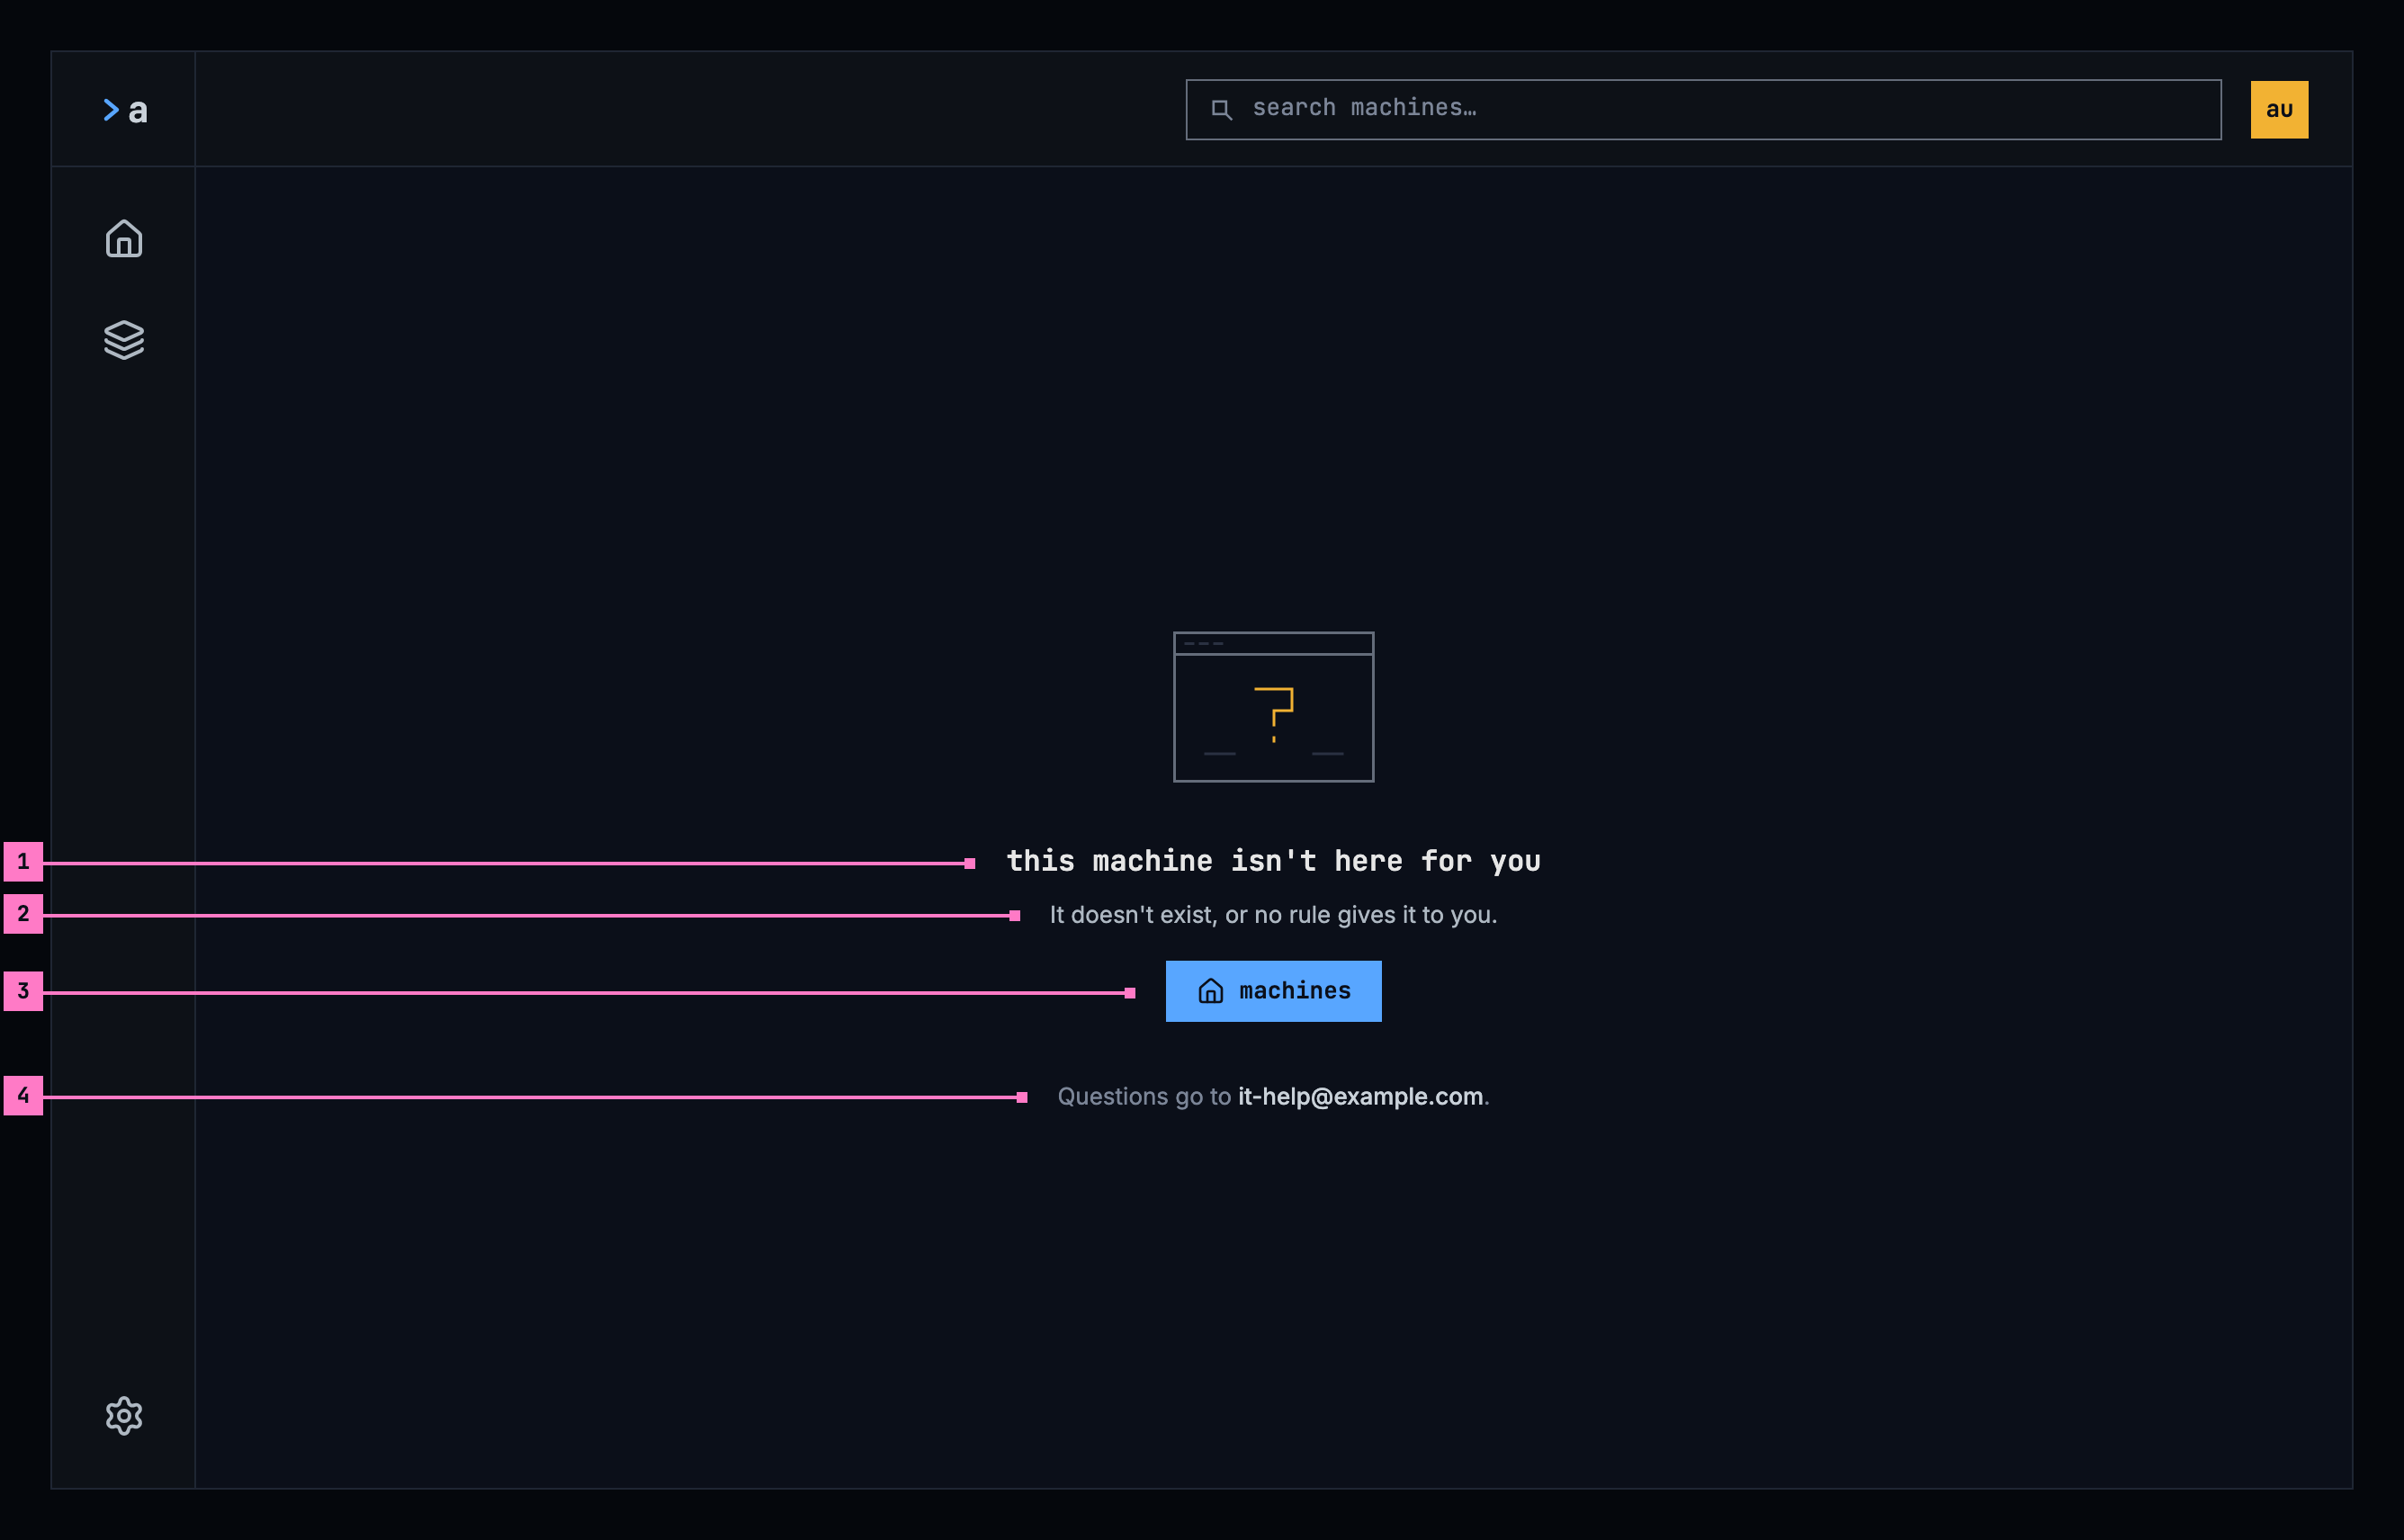 > a
search machines…
au
1
this machine isn't here for you
2
It doesn't exist, or no rule gives it to you.
3
machines
4
Questions go to it-help@example.com.